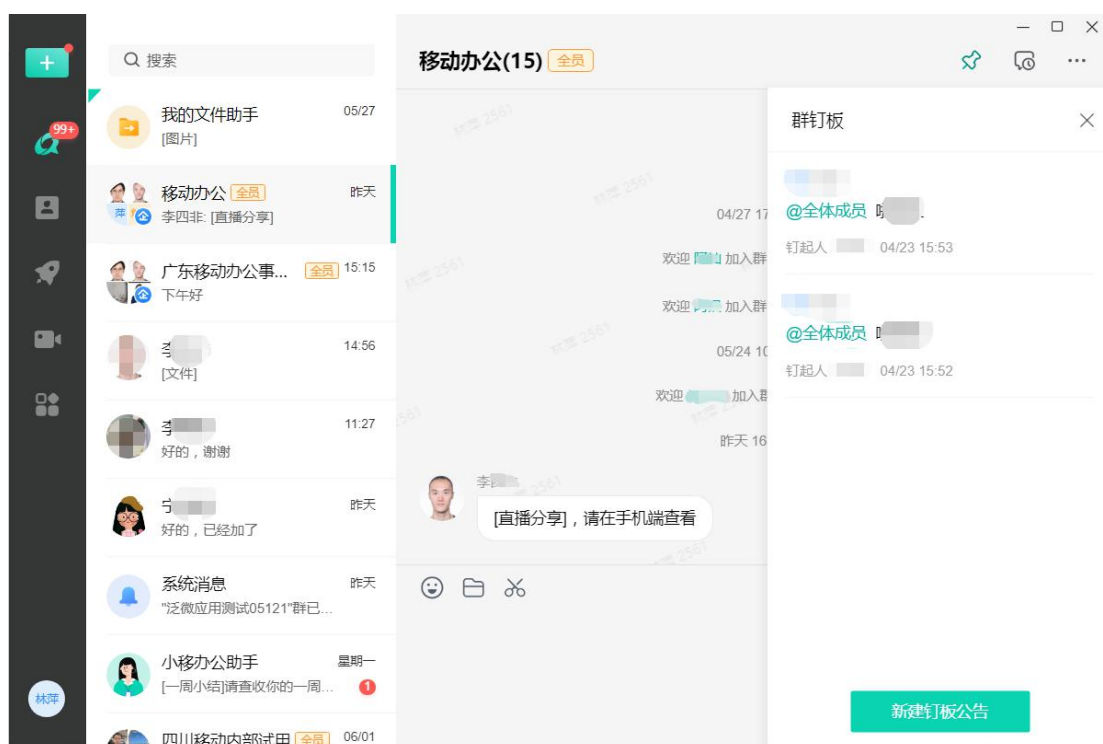 99+
林萍
搜索
我的文件助手 05/27
[图片]
移动办公 全员 昨天
李四非: [直播分享]
萍
广东移动办公事... 全员 15:15
下午好
李 14:56
[文件]
李 11:27
好的，谢谢
昨天
好的，已经加了
系统消息 昨天
"泛微应用测试05121"群已...
小移办公助手 星期一
[一周小结]请查收你的一周... 1
四川移动内部试用 全员 06/01
移动办公(15) 全员
04/27 17
欢迎 加入群
欢迎 加入群
05/24 10
欢迎 加入群
昨天 16
李
[直播分享]，请在手机端查看
林萍 2561
群钉板
@全体成员
钉起人 04/23 15:53
@全体成员
钉起人 04/23 15:52
新建钉板公告